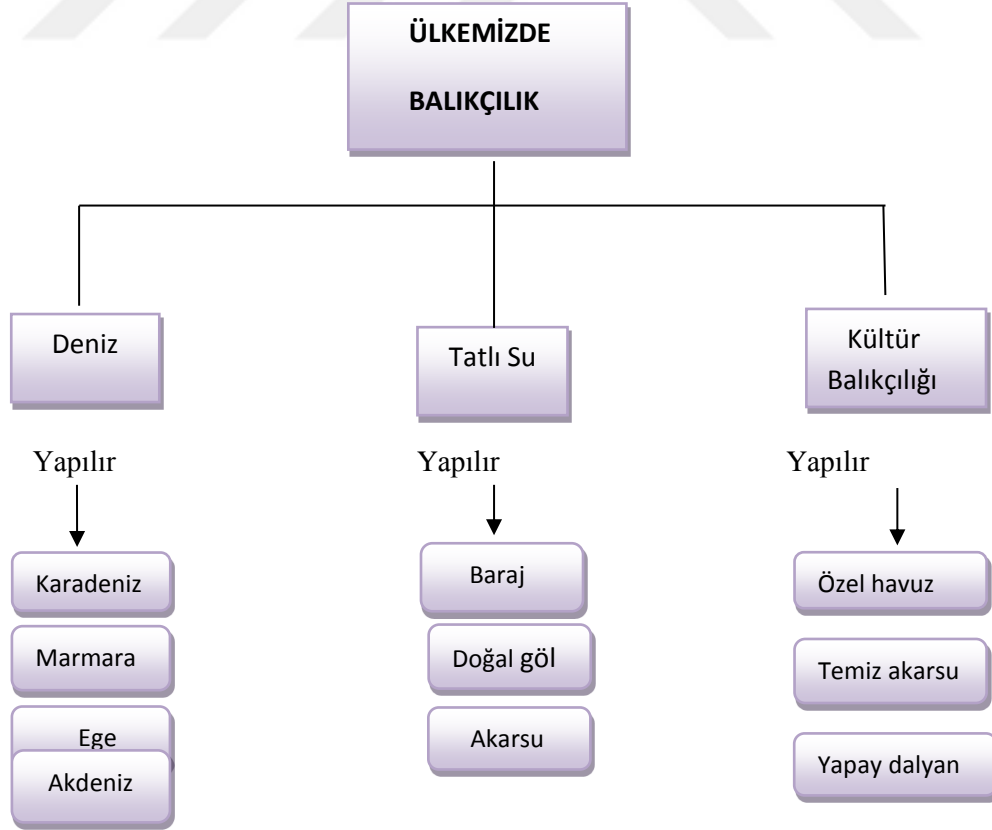 ÜLKEMİZDE
BALIKÇILIK
Deniz
Tatlı Su
Kültür
Balıkçılığı
Yapılır
Yapılır
Yapılır
Karadeniz
Marmara
Ege
Akdeniz
Baraj
Doğal göl
Akarsu
Özel havuz
Temiz akarsu
Yapay dalyan